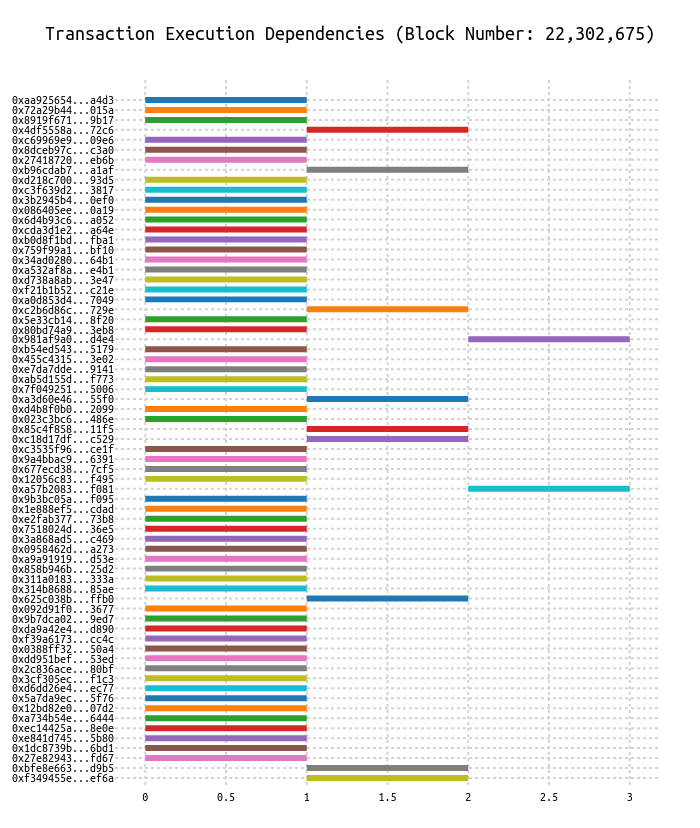 Transaction Execution Dependencies (Block Number: 22,302,675)
0xaa925654...a4d3
0x72a29b44...015a
0x8919f671...9b17
0x4df5558a...72c6
0xc69969e9...09e6
0x8dceb97c...c3a0
0x27418720...eb6b
0xb96cdab7...a1af
0xd218c700...93d5
0xc3f639d2...3817
0x3b2945b4...0ef0
0x086405ee...0a19
0x6d4b93c6...a052
0xcda3d1e2...a64e
0xb0d8f1bd...fba1
0x759f99a1...bf10
0x34ad0280...64b1
0xa532af8a...e4b1
0xd738a8ab...3e47
0xf21b1b52...c21e
0xa0d853d4...7049
0xc2b6d86c...729e
0x5e33cb14...8f20
0x80bd74a9...3eb8
0x981af9a0...d4e4
0xb54ed543...5179
0x455c4315...3e02
0xe7da7dde...9141
0xab5d155d...f773
0x7f049251...5006
0xa3d60e46...55f0
0xd4b8f0b0...2099
0x023c3bc6...486e
0x85c4f858...11f5
0xc18d17df...c529
0xc3535f96...ce1f
0x9a4bbac9...6391
0x677ecd38...7cf5
0x12056c83...f495
0xa57b2083...f081
0x9b3bc05a...f095
0x1e888ef5...cdad
0xe2fab377...73b8
0x7518024d...36e5
0x3a868ad5...c469
0x0958462d...a273
0xa9a91919...d53e
0x858b946b...25d2
0x311a0183...333a
0x314b8688...85ae
0x625c038b...ffb0
0x092d91f0...3677
0x9b7dca02...9ed7
0xda9a42e4...d890
0xf39a6173...cc4c
0x0388ff32...50a4
0xdd951bef...53ed
0x2c836ace...80bf
0x3cf305ec...f1c3
0xd6dd26e4...ec77
0x5a7da9ec...5f76
0x12bd82e0...07d2
0xa734b54e...6444
0xec14425a...8e0e
0xe841d745...5b80
0x1dc8739b...6bd1
0x27e82943...fd67
0xbfe8e663...d9b5
0xf349455e...ef6a
0 0.5 1 1.5 2 2.5 3